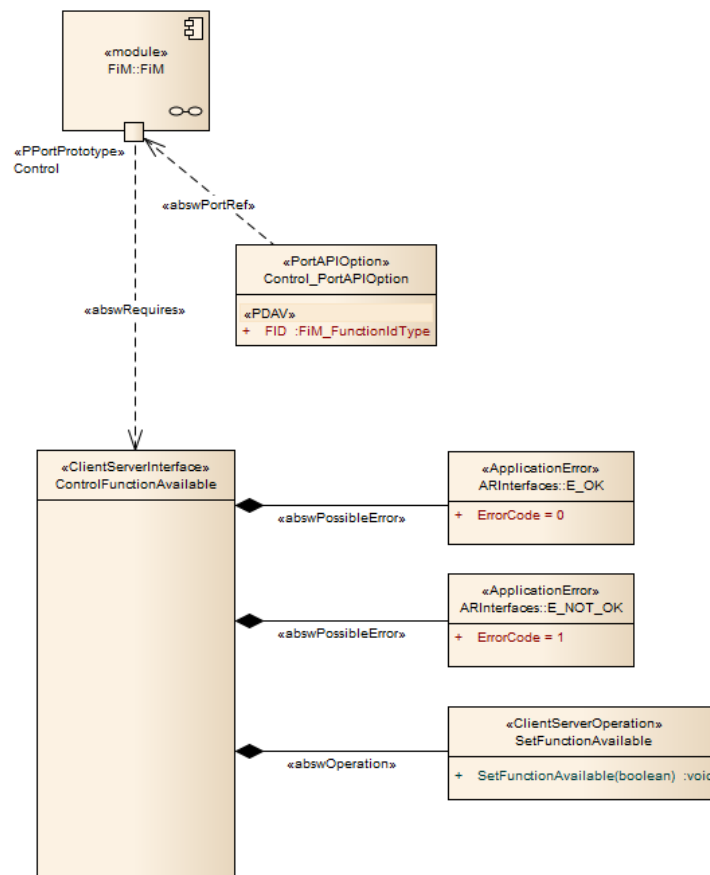 «module»
FiM::FiM
«PPortPrototype»
Control
«abswPortRef»
«PortAPIOption»
Control_PortAPIOption
«PDAV»
+ FID :FiM_FunctionIdType
«abswRequires»
«ClientServerInterface»
ControlFunctionAvailable
«ApplicationError»
ARInterfaces::E_OK
+ ErrorCode = 0
«abswPossibleError»
«ApplicationError»
ARInterfaces::E_NOT_OK
+ ErrorCode = 1
«abswPossibleError»
«ClientServerOperation»
SetFunctionAvailable
+ SetFunctionAvailable(boolean) :void
«abswOperation»